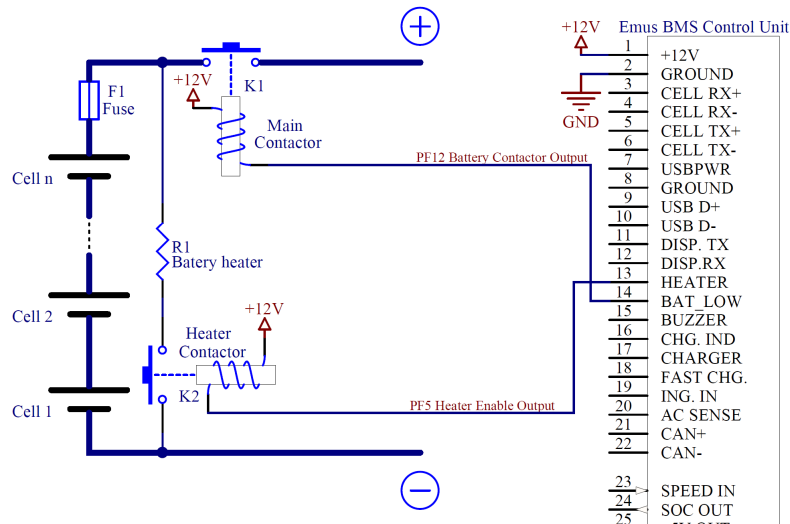 +12V
Emus BMS Control Unit
F1
Fuse
+12V
K1
Main
Contactor
GND
PF12 Battery Contactor Output
Cell n
R1
Batery heater
Cell 2
Heater
Contactor
+12V
K2
Cell 1
PF5 Heater Enable Output
1 +12V
2 GROUND
3 CELL RX+
4 CELL RX-
5 CELL TX+
6 CELL TX-
7 USBPWR
8 GROUND
9 USB D+
10 USB D-
11 DISP. TX
12 DISP.RX
13 HEATER
14 BAT_LOW
15 BUZZER
16 CHG. IND
17 CHARGER
18 FAST CHG.
19 ING. IN
20 AC SENSE
21 CAN+
22 CAN-
23 SPEED IN
24 SOC OUT
25